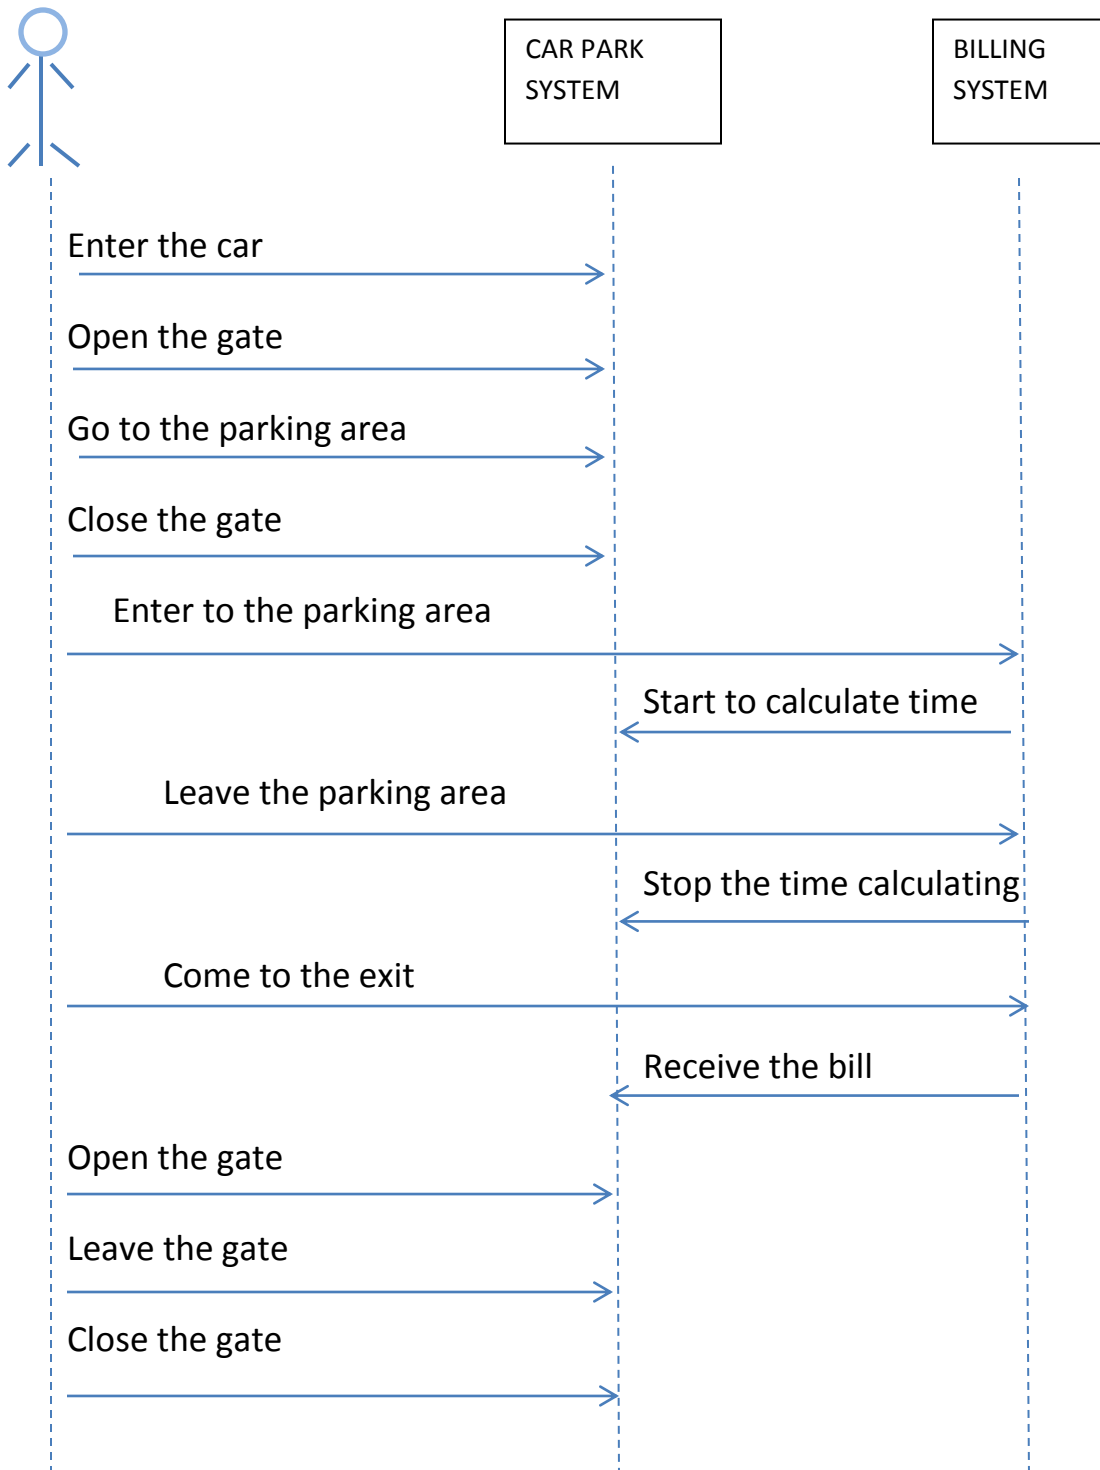 CAR PARK
SYSTEM
BILLING
SYSTEM
Enter the car
Open the gate
Go to the parking area
Close the gate
Enter to the parking area
Start to calculate time
Leave the parking area
Stop the time calculating
Come to the exit
Receive the bill
Open the gate
Leave the gate
Close the gate